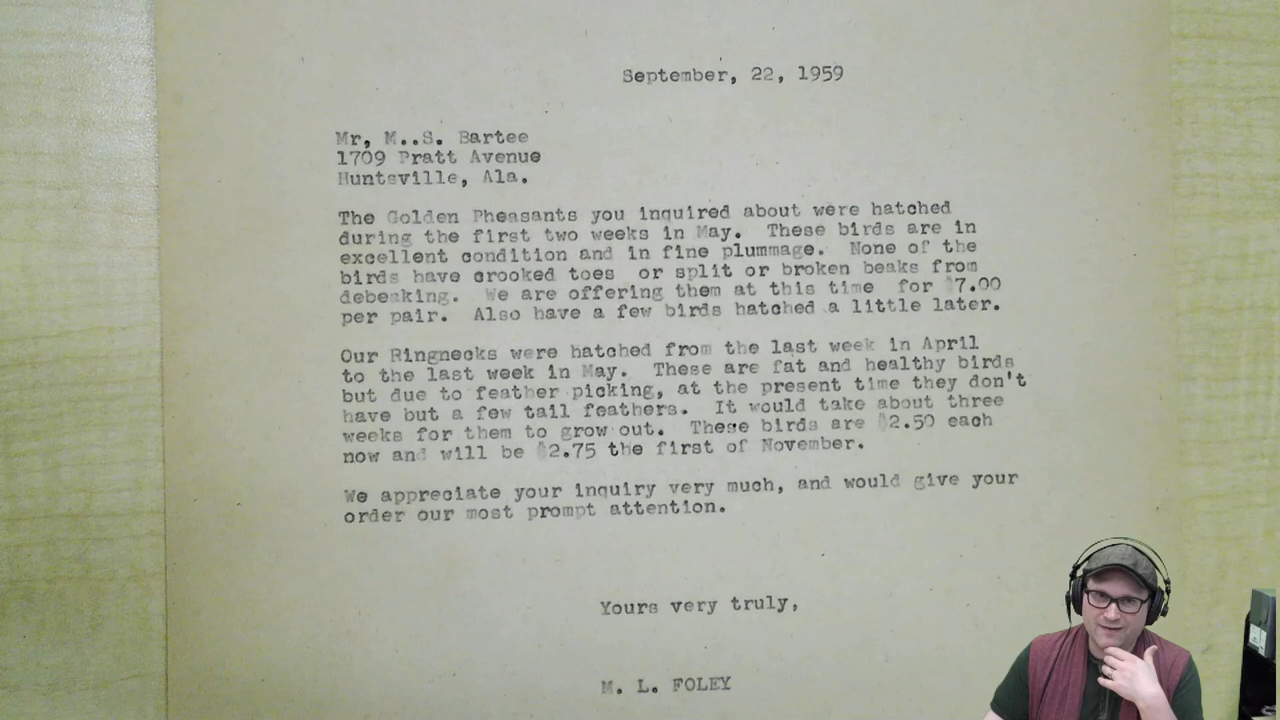 September, 22, 1959
Mr, M..S. Bartee
1709 Pratt Avenue
Huntsville, Ala.
The Golden Pheasants you inquired about were hatched
during the first two weeks in May. These birds are in
excellent condition and in fine plummage. None of the
birds have crooked toes or split or broken beaks from
debeaking. We are offering them at this time for $7.00
per pair. Also have a few birds hatched a little later.
Our Ringnecks were hatched from the last week in April
to the last week in May. These are fat and healthy birds
but due to feather picking, at the present time they don't
have but a few tail feathers. It would take about three
weeks for them to grow out. These birds are $2.50 each
now and will be $2.75 the first of November.
We appreciate your inquiry very much, and would give your
order our most prompt attention.
Yours very truly,
M. L. FOLEY